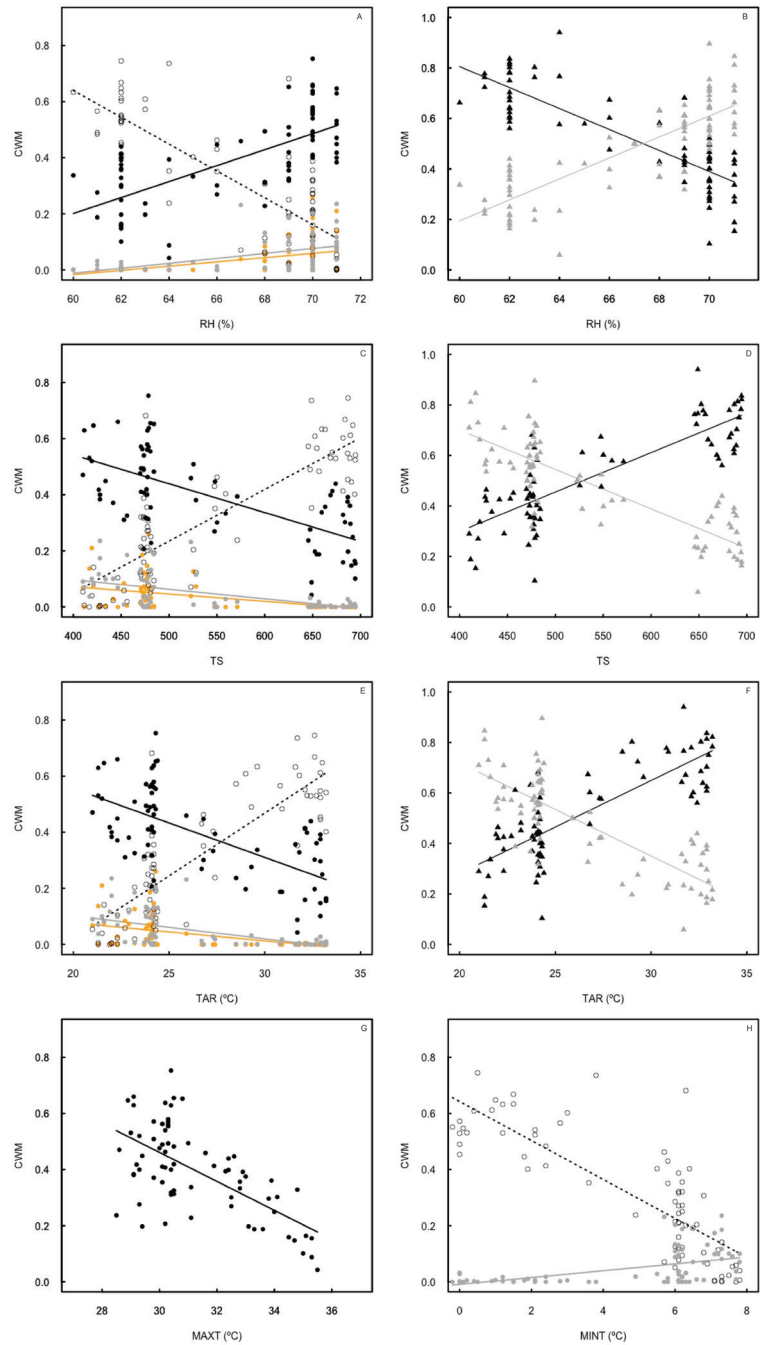 A
0.8
0.6
0.4
0.2
0.0
CWM
60 62 64 66 68 70 72
RH (%)
B
1.0
0.8
0.6
0.4
0.2
0.0
CWM
60 62 64 66 68 70
RH (%)
C
0.8
0.6
0.4
0.2
0.0
CWM
400 450 500 550 600 650 700
TS
D
1.0
0.8
0.6
0.4
0.2
0.0
CWM
400 450 500 550 600 650 700
TS
E
0.8
0.6
0.4
0.2
0.0
CWM
20 25 30 35
TAR (ºC)
F
1.0
0.8
0.6
0.4
0.2
0.0
CWM
20 25 30 35
TAR (ºC)
G
0.8
0.6
0.4
0.2
0.0
CWM
28 30 32 34 36
MAXT (ºC)
H
0.8
0.6
0.4
0.2
0.0
CWM
0 2 4 6 8
MINT (ºC)